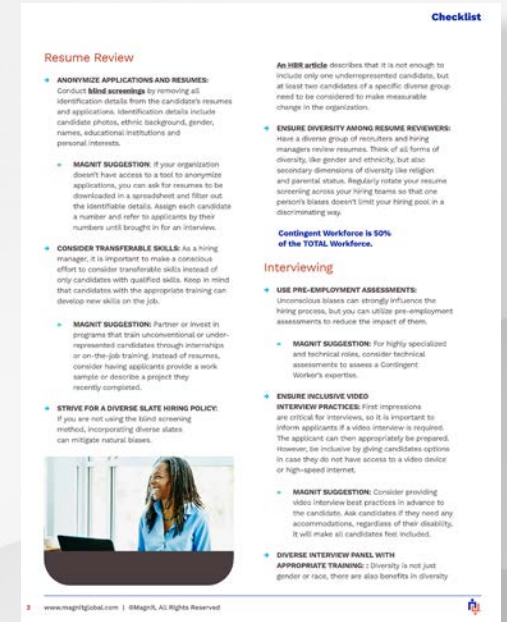 Checklist
Resume Review
ANONYMIZE APPLICATIONS AND RESUMES:
Conduct blind screenings by removing all
identification details from the candidate's resumes
and applications. Identification details include
candidate photos, ethnic background, gender,
names, educational institutions and
personal interests.
MAGNIT SUGGESTION: If your organization
doesn't have access to a tool to anonymize
applications, you can ask for resumes to be
downloaded in a spreadsheet and filter out
the identifiable details. Assign each candidate
a number and refer to applicants by their
numbers until brought in for an interview.
CONSIDER TRANSFERABLE SKILLS: As a hiring
manager, it is important to make a conscious
effort to consider transferable skills instead of
only candidates with qualified skills. Keep in mind
that candidates with the appropriate training can
develop new skills on the job.
MAGNIT SUGGESTION: Partner or invest in
programs that train unconventional or under-
represented candidates through internships
or on-the-job training. Instead of resumes,
consider having applicants provide a work
sample or describe a project they
recently completed.
STRIVE FOR A DIVERSE SLATE HIRING POLICY:
If you are not using the blind screening
method, incorporating diverse slates
can mitigate natural biases.
An HBR article describes that it is not enough to
include only one underrepresented candidate, but
at least two candidates of a specific diverse group
need to be considered to make measurable
change in the organization.
ENSURE DIVERSITY AMONG RESUME REVIEWERS:
Have a diverse group of recruiters and hiring
managers review resumes. Think of all forms of
diversity, like gender and ethnicity, but also
secondary dimensions of diversity like religion
and parental status. Regularly rotate your resume
screening across your hiring teams so that one
person's biases doesn't limit your hiring pool in a
discriminating way.
Contingent Workforce is 50%
of the TOTAL Workforce.
Interviewing
USE PRE-EMPLOYMENT ASSESSMENTS:
Unconscious biases can strongly influence the
hiring process, but you can utilize pre-employment
assessments to reduce the impact of them.
MAGNIT SUGGESTION: For highly specialized
and technical roles, consider technical
assessments to assess a Contingent
Worker's expertise.
ENSURE INCLUSIVE VIDEO
INTERVIEW PRACTICES: First impressions
are critical for interviews, so it is important to
inform applicants if a video interview is required.
The applicant can then appropriately be prepared.
However, be inclusive by giving candidates options
in case they do not have access to a video device
or high-speed internet.
MAGNIT SUGGESTION: Consider providing
video interview best practices in advance to
the candidate. Ask candidates if they need any
accommodations, regardless of their disability.
It will make all candidates feel included.
DIVERSE INTERVIEW PANEL WITH
APPROPRIATE TRAINING: : Diversity is not just
gender or race, there are also benefits in diversity
3 www.magnitglobal.com | ©Magnit, All Rights Reserved